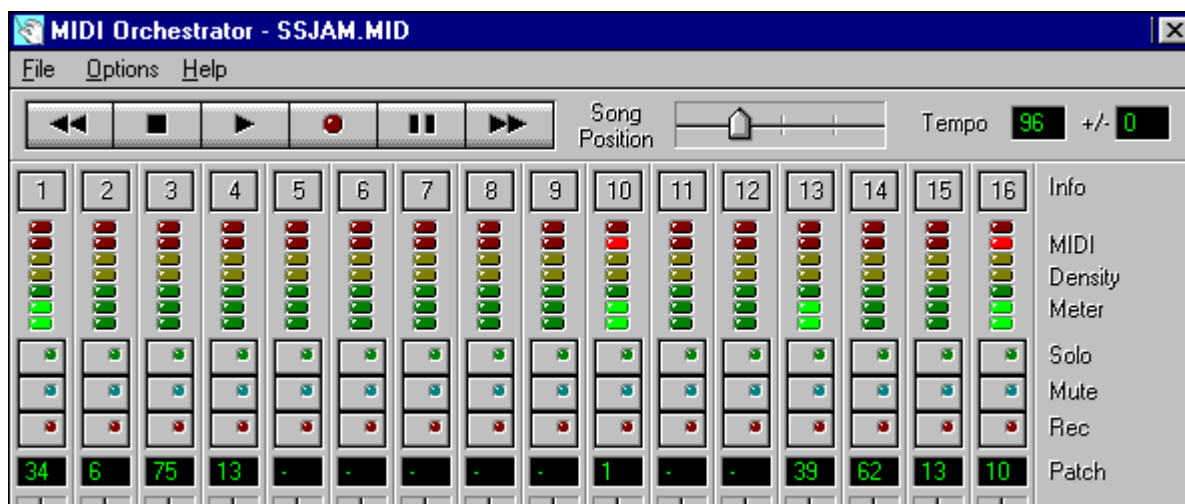 MIDI Orchestrator - SSJAM.MID
File Options Help
Song Position Tempo 96 +/- 0
1 2 3 4 5 6 7 8 9 10 11 12 13 14 15 16 Info
MIDI
Density
Meter
Solo
Mute
Rec
34 6 75 13 - - - - - 1 - - 39 62 13 10 Patch